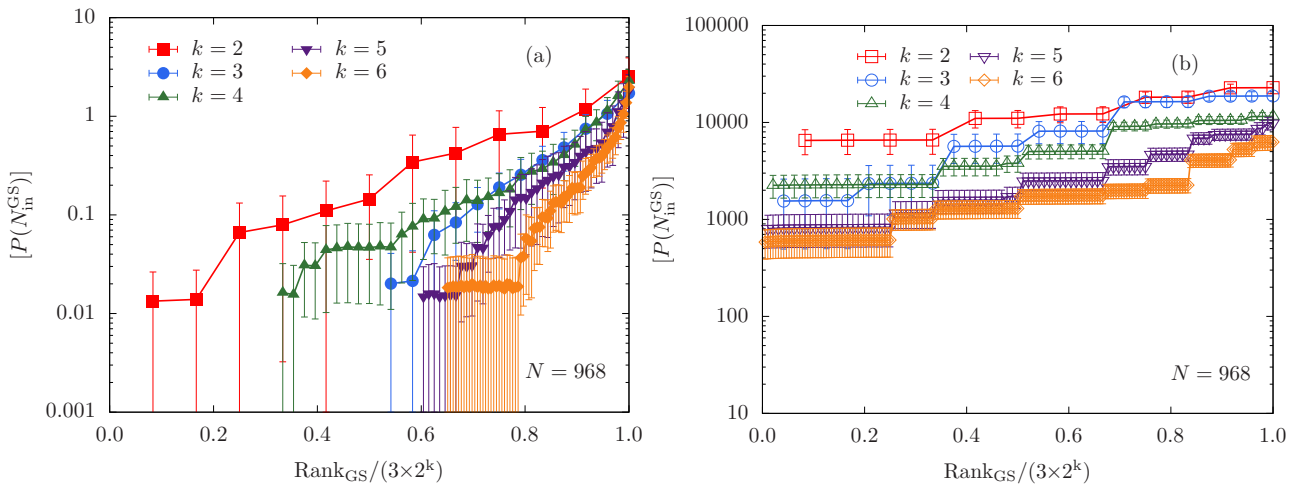 10
1
0.1
0.01
0.001
[P(N_in^GS)]
k = 2
k = 3
k = 4
k = 5
k = 6
(a)
N = 968
0.0 0.2 0.4 0.6 0.8 1.0
Rank_GS/(3×2^k)
100000
10000
1000
100
10
[P(N_in^GS)]
k = 2
k = 3
k = 4
k = 5
k = 6
(b)
N = 968
0.0 0.2 0.4 0.6 0.8 1.0
Rank_GS/(3×2^k)